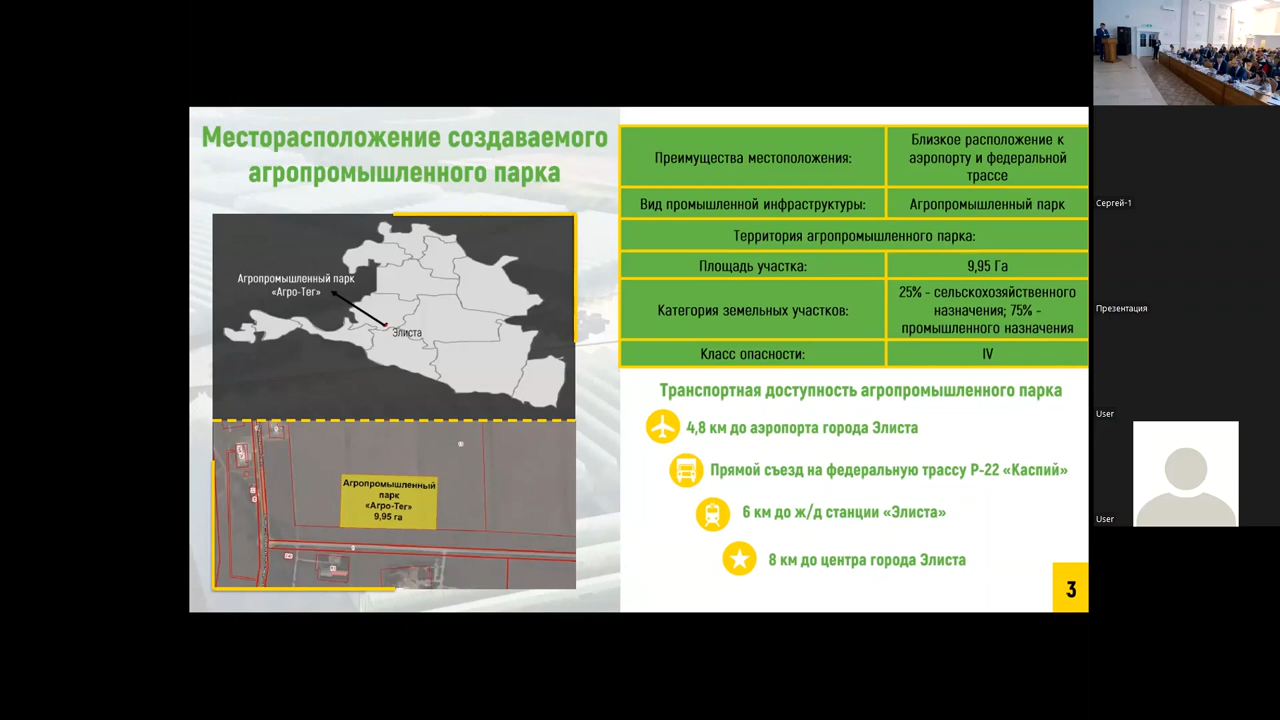 Месторасположение создаваемого
агропромышленного парка
Агропромышленный парк
«Агро-Тег»
Элиста
Агропромышленный
парк
«Агро-Тег»
9,95 га
Преимущества местоположения:
Близкое расположение к
аэропорту и федеральной
трассе
Вид промышленной инфраструктуры:
Агропромышленный парк
Территория агропромышленного парка:
Площадь участка:
9,95 Га
Категория земельных участков:
25% - сельскохозяйственного
назначения; 75% -
промышленного назначения
Класс опасности:
IV
Транспортная доступность агропромышленного парка
4,8 км до аэропорта города Элиста
Прямой съезд на федеральную трассу Р-22 «Каспий»
6 км до ж/д станции «Элиста»
8 км до центра города Элиста
3
Сергей-1
Презентация
User
User